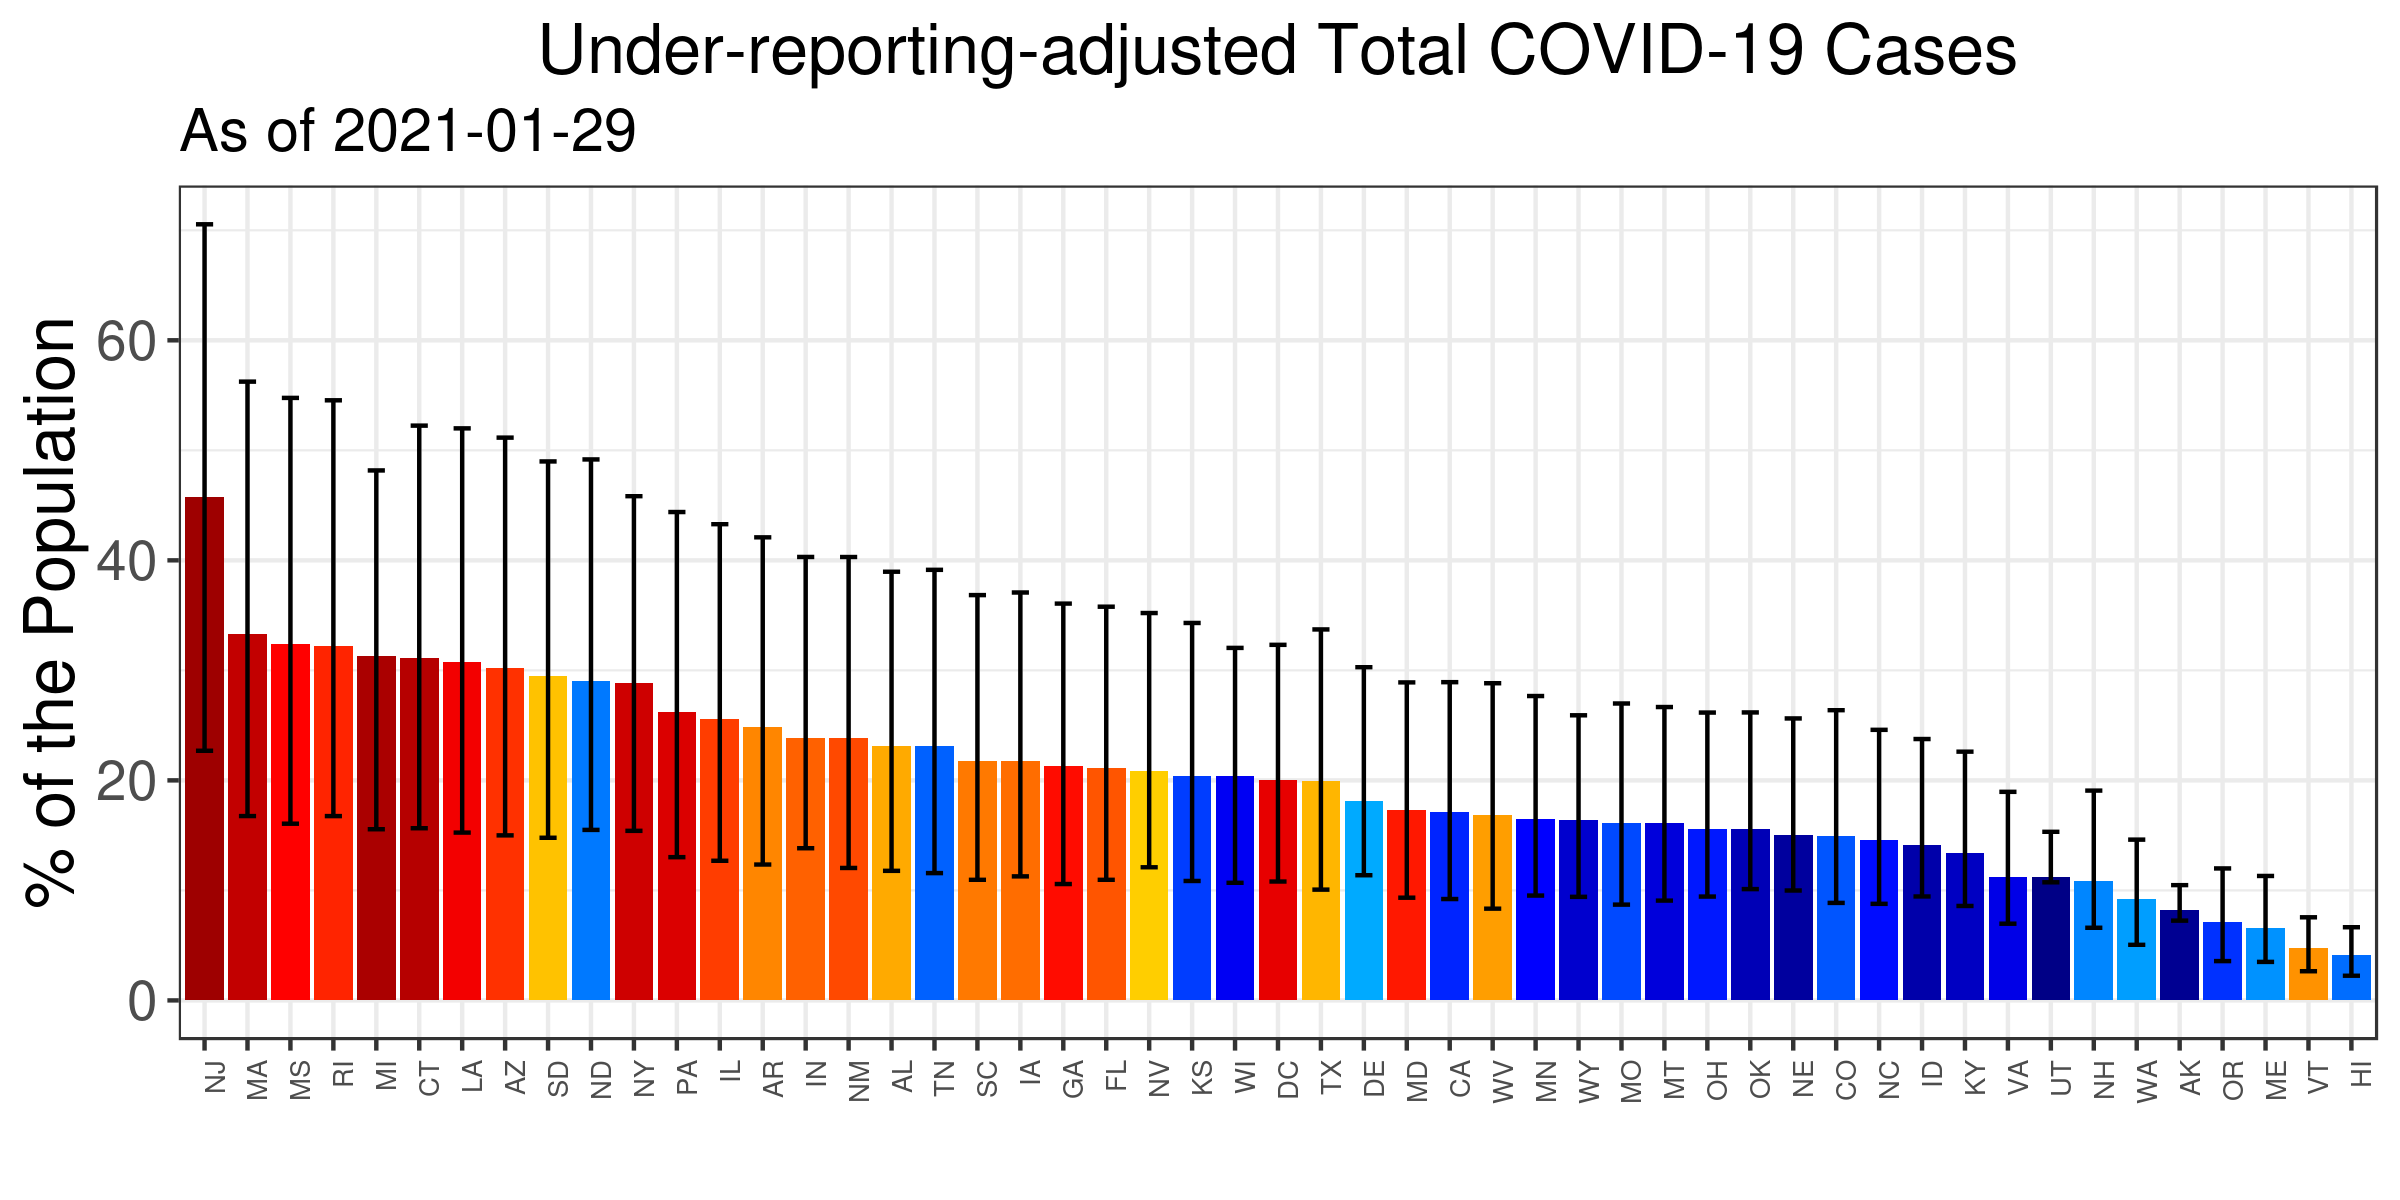 Under-reporting-adjusted Total COVID-19 Cases
As of 2021-01-29
% of the Population
60
40
20
0
NJ MA MS RI MI CT LA AZ SD ND NY PA IL AR IN NM AL TN SC IA GA FL NV KS WI DC TX DE MD CA WV MN WY MO MT OH OK NE CO NC ID KY VA UT NH WA AK OR ME VT HI